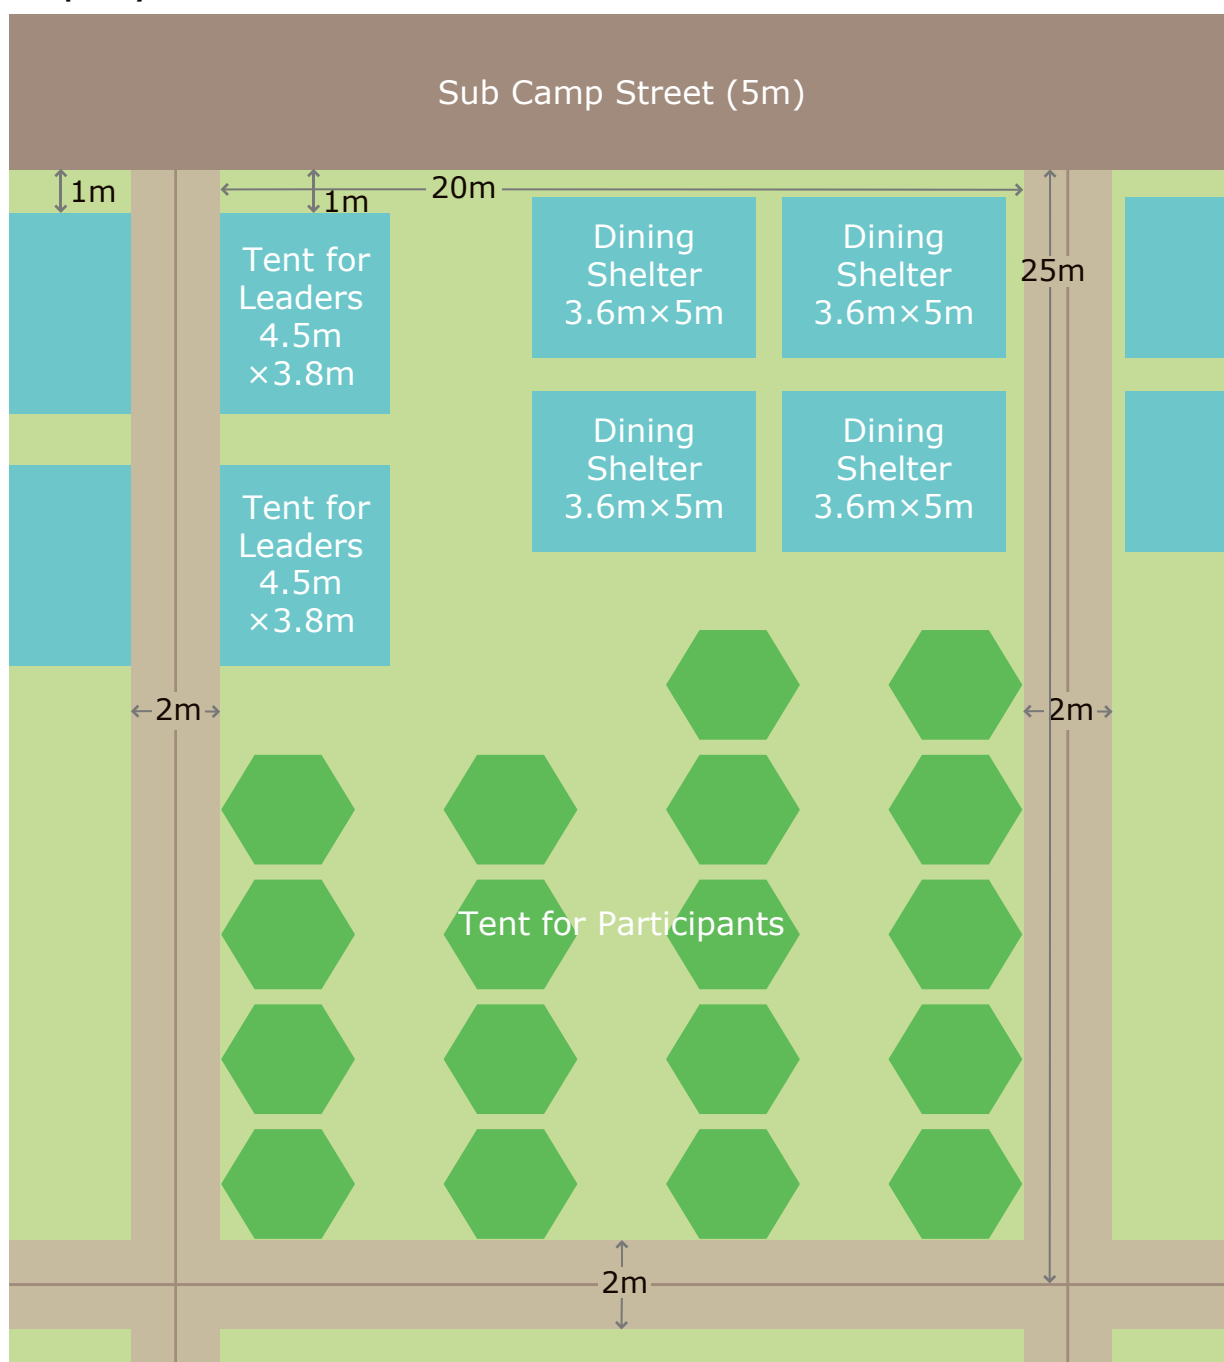 Sub Camp Street (5m)
1m
1m
20m
25m
Tent for
Leaders
4.5m
×3.8m
Dining
Shelter
3.6m×5m
Dining
Shelter
3.6m×5m
Dining
Shelter
3.6m×5m
Dining
Shelter
3.6m×5m
Tent for
Leaders
4.5m
×3.8m
2m
2m
Tent for Participants
2m